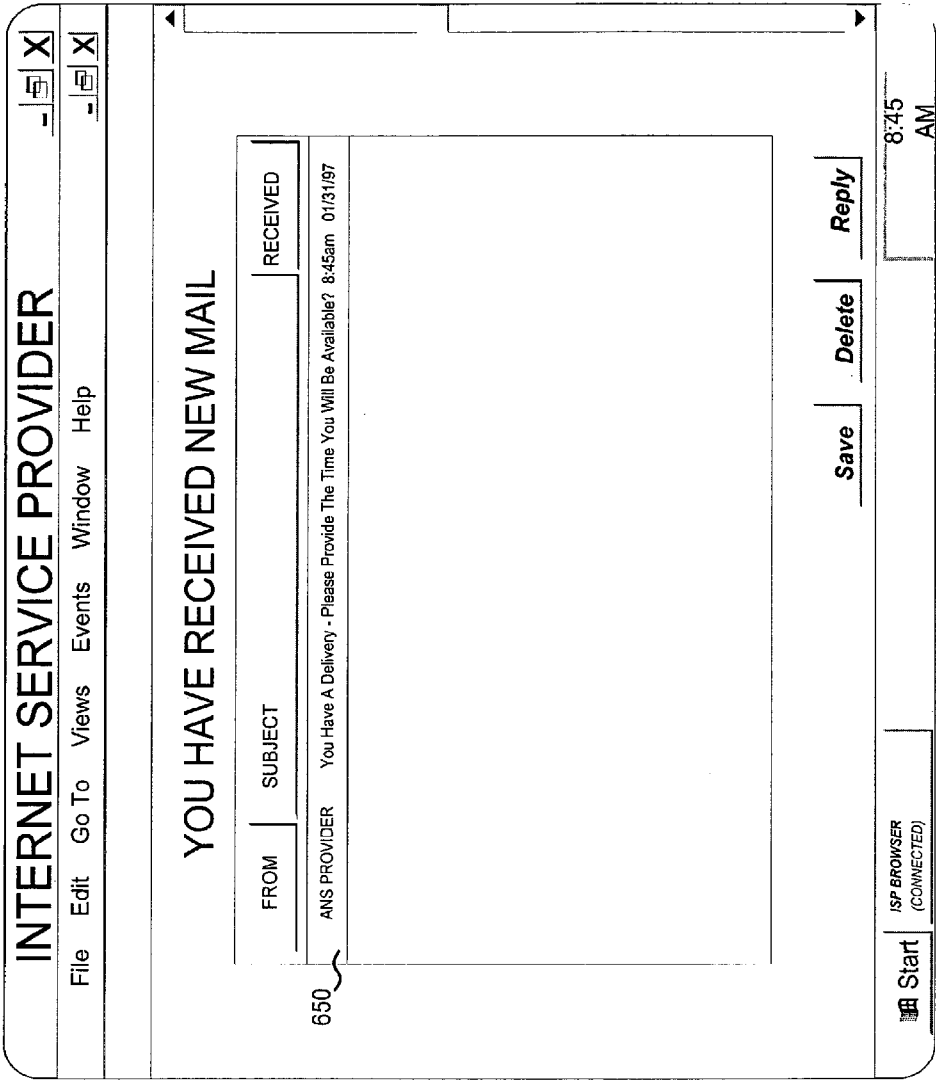 INTERNET SERVICE PROVIDER
File Edit Go To Views Events Window Help
YOU HAVE RECEIVED NEW MAIL
FROM SUBJECT RECEIVED
650 ANS PROVIDER You Have A Delivery - Please Provide The Time You Will Be Available? 8:45am 01/31/97
Save Delete Reply
Start ISP BROWSER
(CONNECTED)
8:45
AM